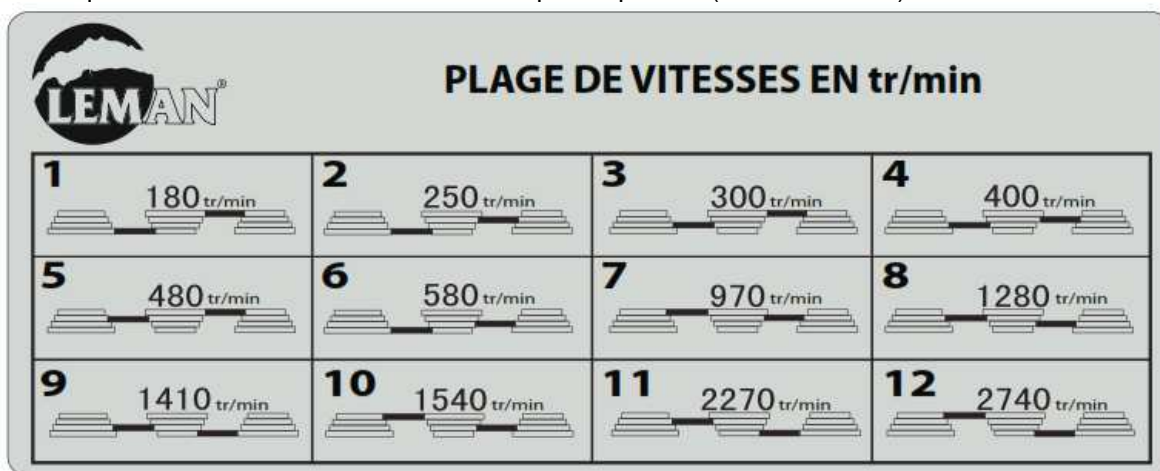 LEMAN®
PLAGE DE VITESSES EN tr/min
1 180 tr/min
2 250 tr/min
3 300 tr/min
4 400 tr/min
5 480 tr/min
6 580 tr/min
7 970 tr/min
8 1280 tr/min
9 1410 tr/min
10 1540 tr/min
11 2270 tr/min
12 2740 tr/min